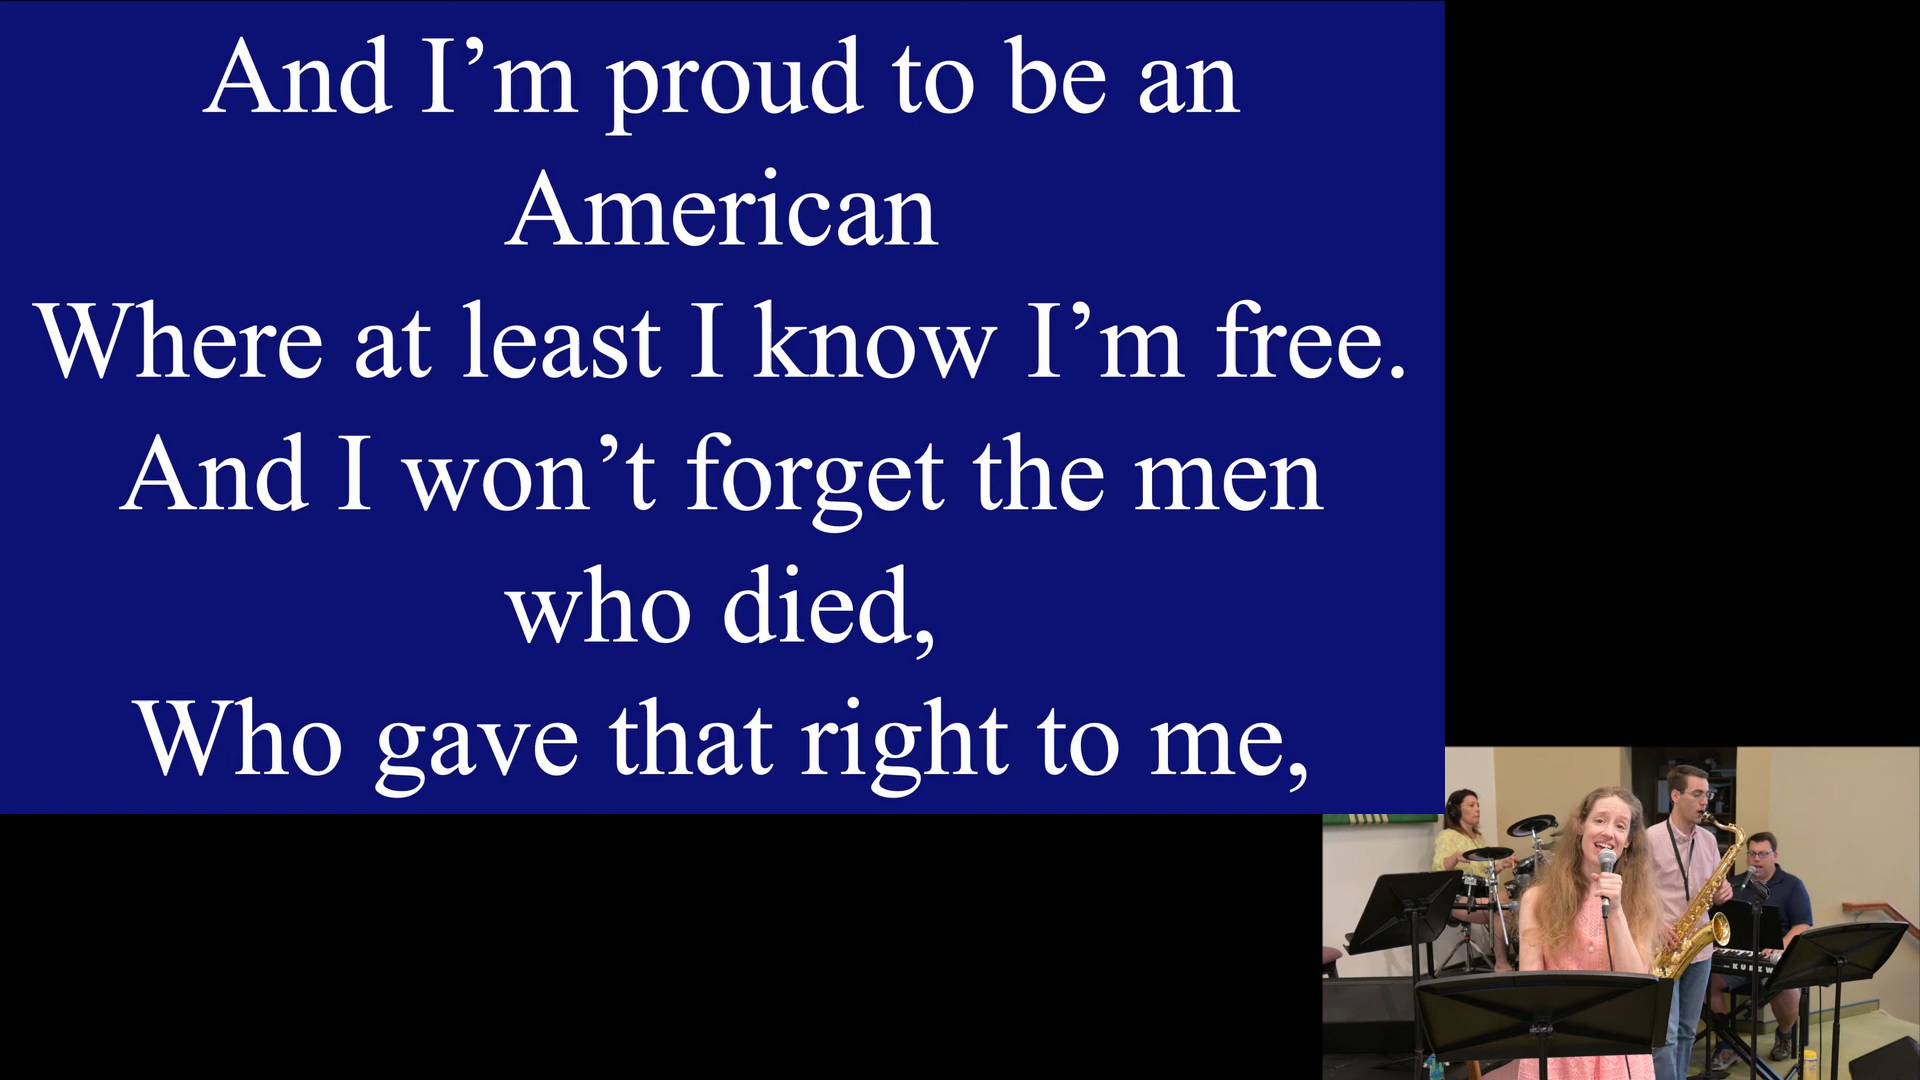 And I’m proud to be an
American
Where at least I know I’m free.
And I won’t forget the men
who died,
Who gave that right to me,
KURZW